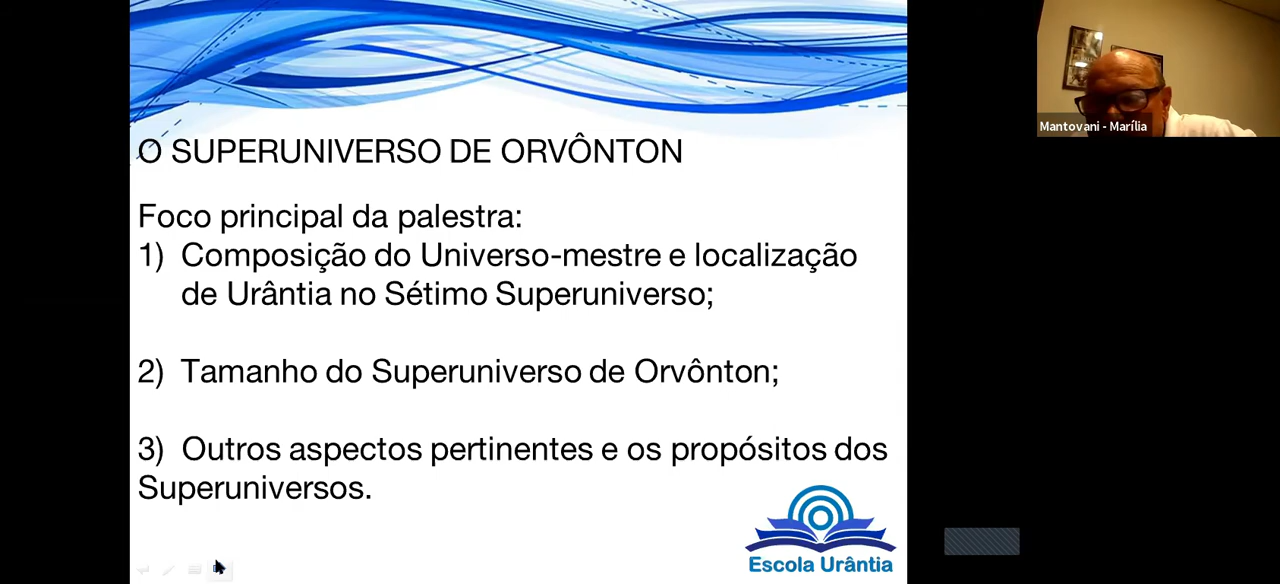 O SUPERUNIVERSO DE ORVÔNTON
Foco principal da palestra:
1) Composição do Universo-mestre e localização
de Urântia no Sétimo Superuniverso;
2) Tamanho do Superuniverso de Orvônton;
3) Outros aspectos pertinentes e os propósitos dos
Superuniversos.
Escola Urântia
Mantovani - Marília